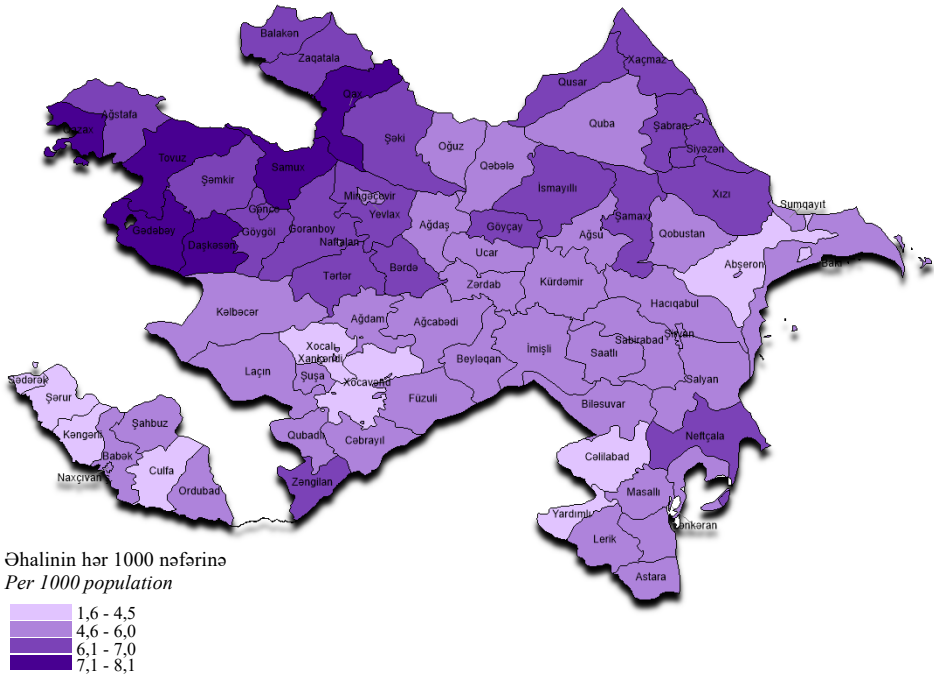 Balakən
Zaqatala
Qax
Xaçmaz
Qusar
Ağstafa
Qazax
Şəki
Oğuz
Quba
Şabran
Siyəzən
Tovuz
Samux
Qəbələ
Şəmkir
İsmayıllı
Xızı
Mingəçevir
Yevlax
Gəncə
Sumqayıt
Gədəbəy
Daşkəsən
Göygöl
Goranboy
Naftalan
Ağdaş
Göyçay
Şamaxı
Ağsu
Qobustan
Ucar
Abşeron
Bakı
Tərtər
Bərdə
Zərdab
Kürdəmir
Hacıqabul
Kəlbəcər
Ağdam
Ağcabədi
Şirvan
Sabirabad
Xocalı
Xankəndi
İmişli
Saatlı
Beyləqan
Laçın
Şuşa
Xocavənd
Salyan
Sədərək
Şərur
Füzuli
Biləsuvar
Şahbuz
Kəngərli
Qubadlı
Cəbrayıl
Neftçala
Babək
Cəlilabad
Naxçıvan
Culfa
Ordubad
Zəngilan
Masallı
Yardımlı
Lerik
Astara
Əhalinin hər 1000 nəfərinə
Per 1000 population
1,6 - 4,5
4,6 - 6,0
6,1 - 7,0
7,1 - 8,1